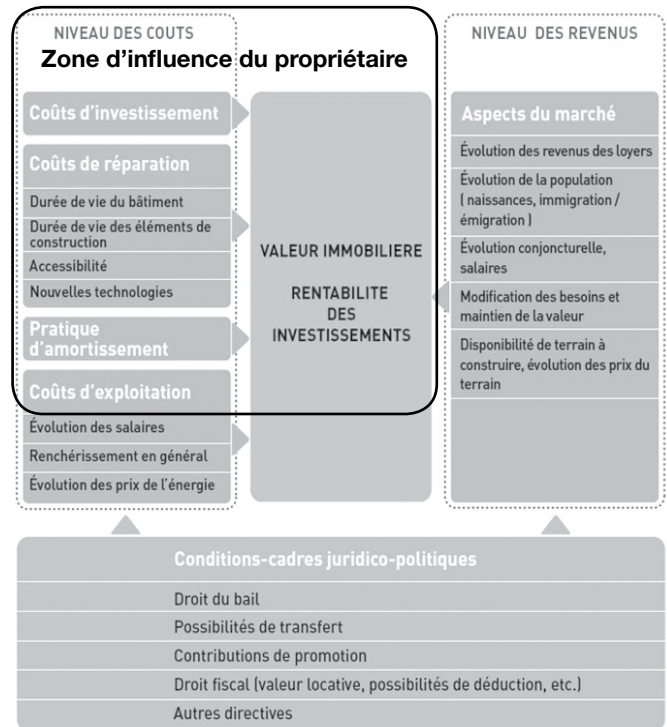 NIVEAU DES COUTS
Zone d’influence du propriétaire
Coûts d’investissement
Coûts de réparation
Durée de vie du bâtiment
Durée de vie des éléments de
construction
Accessibilité
Nouvelles technologies
Pratique
d’amortissement
Coûts d’exploitation
Évolution des salaires
Renchérissement en général
Évolution des prix de l’énergie
VALEUR IMMOBILIERE
RENTABILITE
DES
INVESTISSEMENTS
NIVEAU DES REVENUS
Aspects du marché
Évolution des revenus des loyers
Évolution de la population
( naissances, immigration /
émigration )
Évolution conjoncturelle,
salaires
Modification des besoins et
maintien de la valeur
Disponibilité de terrain à
construire, évolution des prix du
terrain
Conditions-cadres juridico-politiques
Droit du bail
Possibilités de transfert
Contributions de promotion
Droit fiscal (valeur locative, possibilités de déduction, etc.)
Autres directives